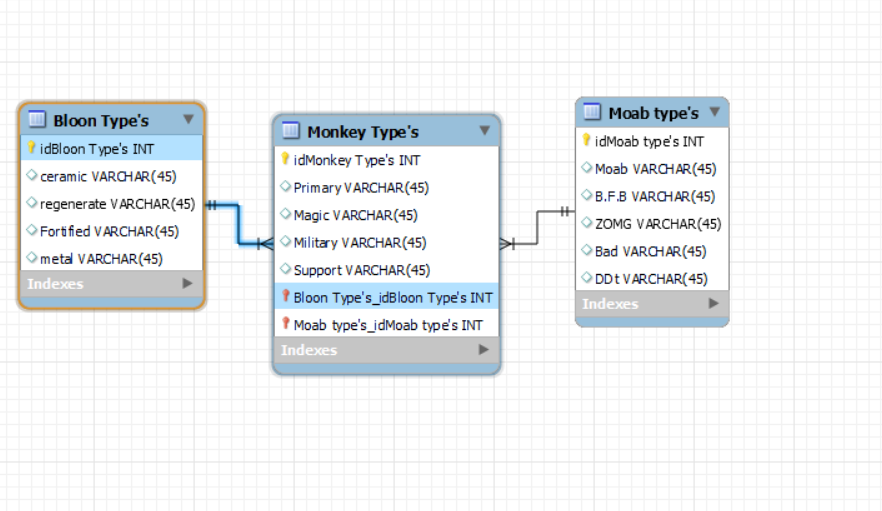 Bloon Type's
idBloon Type's INT
ceramic VARCHAR(45)
regenerate VARCHAR(45)
Fortified VARCHAR(45)
metal VARCHAR(45)
Indexes
Monkey Type's
idMonkey Type's INT
Primary VARCHAR(45)
Magic VARCHAR(45)
Military VARCHAR(45)
Support VARCHAR(45)
Bloon Type's_idBloon Type's INT
Moab type's_idMoab type's INT
Indexes
Moab type's
idMoab type's INT
Moab VARCHAR(45)
B.F.B VARCHAR(45)
ZOMG VARCHAR(45)
Bad VARCHAR(45)
DDt VARCHAR(45)
Indexes